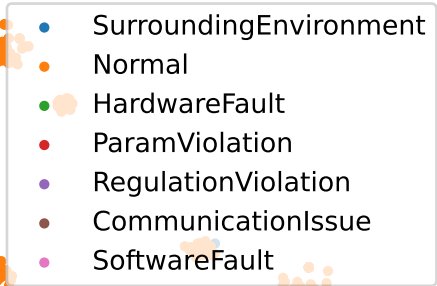 SurroundingEnvironment
Normal
HardwareFault
ParamViolation
RegulationViolation
CommunicationIssue
SoftwareFault